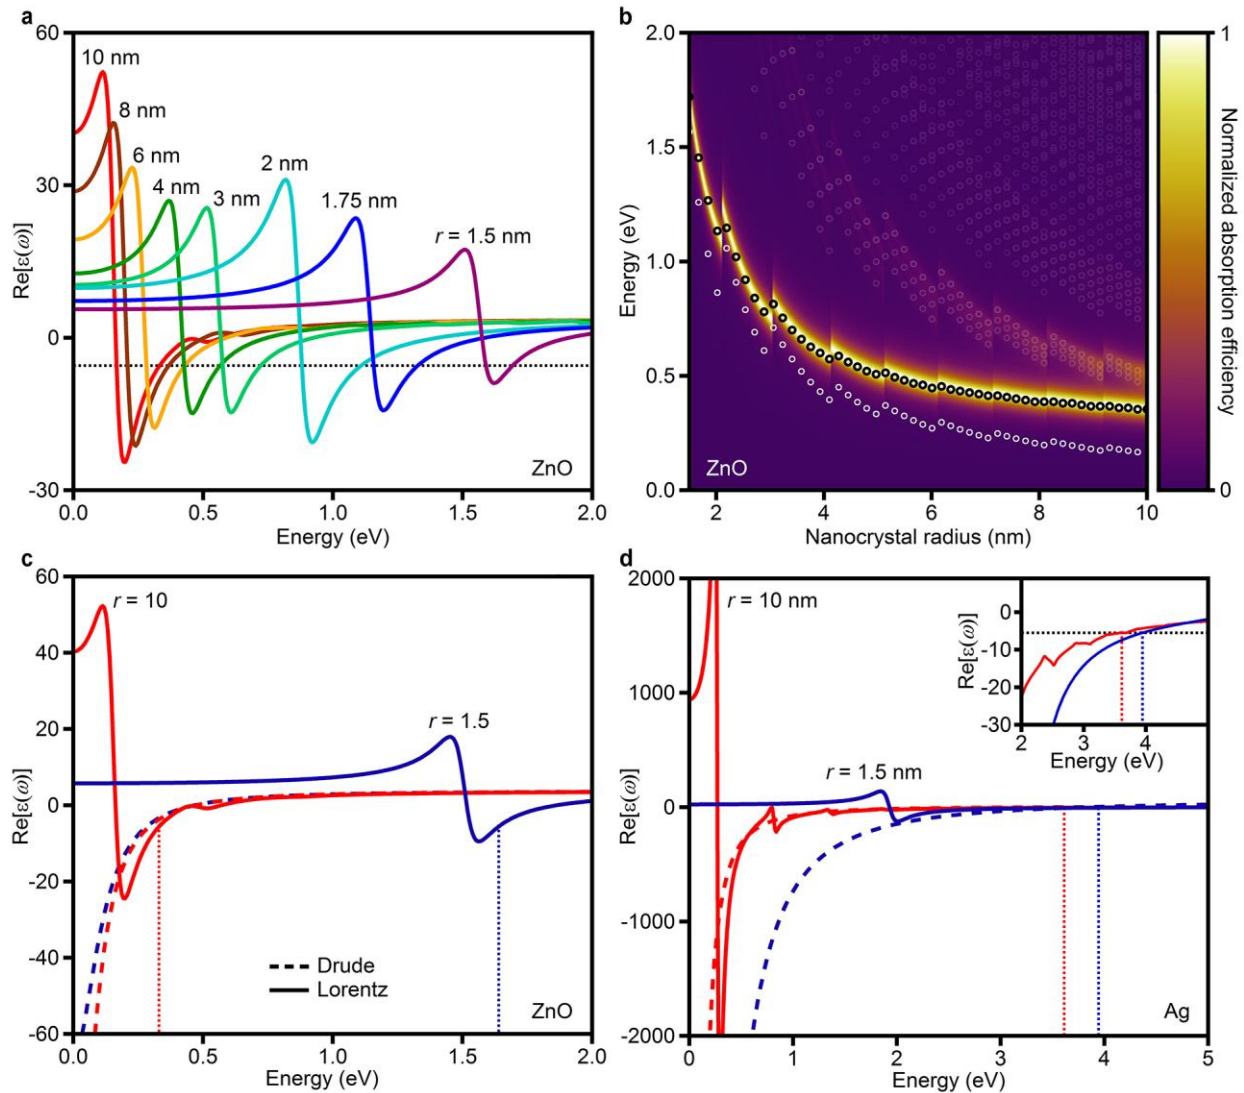 a
60
30
0
-30
Re[ε(ω)]
10 nm
8 nm
6 nm
4 nm
3 nm
2 nm
1.75 nm
r = 1.5 nm
ZnO
0.0
0.5
1.0
1.5
2.0
Energy (eV)
b
2.0
1.5
1.0
0.5
0.0
Energy (eV)
ZnO
2
4
6
8
10
Nanocrystal radius (nm)
1
0
Normalized absorption efficiency
c
60
40
20
0
-20
-40
-60
Re[ε(ω)]
r = 10
r = 1.5
Drude
Lorentz
ZnO
0.0
0.5
1.0
1.5
2.0
Energy (eV)
d
2000
1000
0
-1000
-2000
Re[ε(ω)]
r = 10 nm
r = 1.5 nm
Ag
0
1
2
3
4
5
Energy (eV)
0
-10
-20
-30
Re[ε(ω)]
2
3
4
Energy (eV)